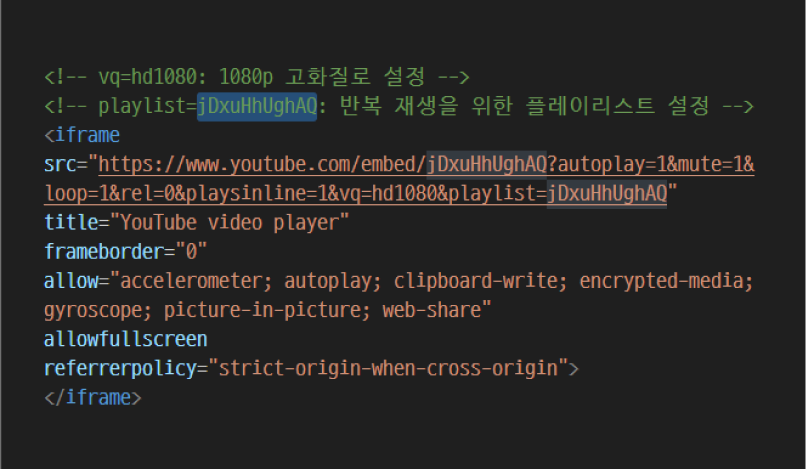 <!-- vq=hd1080: 1080p 고화질로 설정 -->
<!-- playlist=jDxuHhUghAQ: 반복 재생을 위한 플레이리스트 설정 -->
<iframe
src="https://www.youtube.com/embed/jDxuHhUghAQ?autoplay=1&mute=1&
loop=1&rel=0&playsinline=1&vq=hd1080&playlist=jDxuHhUghAQ"
title="YouTube video player"
frameborder="0"
allow="accelerometer; autoplay; clipboard-write; encrypted-media;
gyroscope; picture-in-picture; web-share"
allowfullscreen
referrerpolicy="strict-origin-when-cross-origin">
</iframe>